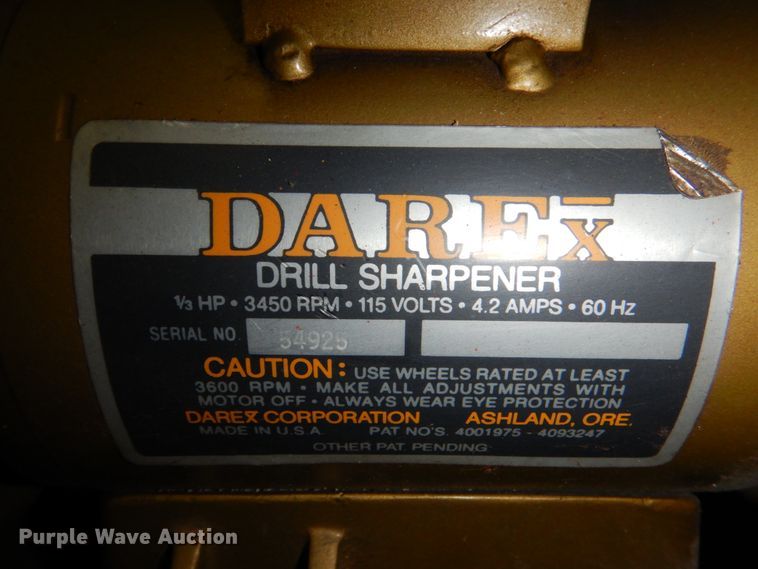 DAREX
DRILL SHARPENER
1/3 HP • 3450 RPM • 115 VOLTS • 4.2 AMPS • 60 Hz
SERIAL NO. 54925
CAUTION: USE WHEELS RATED AT LEAST
3600 RPM • MAKE ALL ADJUSTMENTS WITH
MOTOR OFF • ALWAYS WEAR EYE PROTECTION
DAREX CORPORATION ASHLAND, ORE.
MADE IN U.S.A. PAT NO'S. 4001975 - 4093247
OTHER PAT. PENDING
Purple Wave Auction